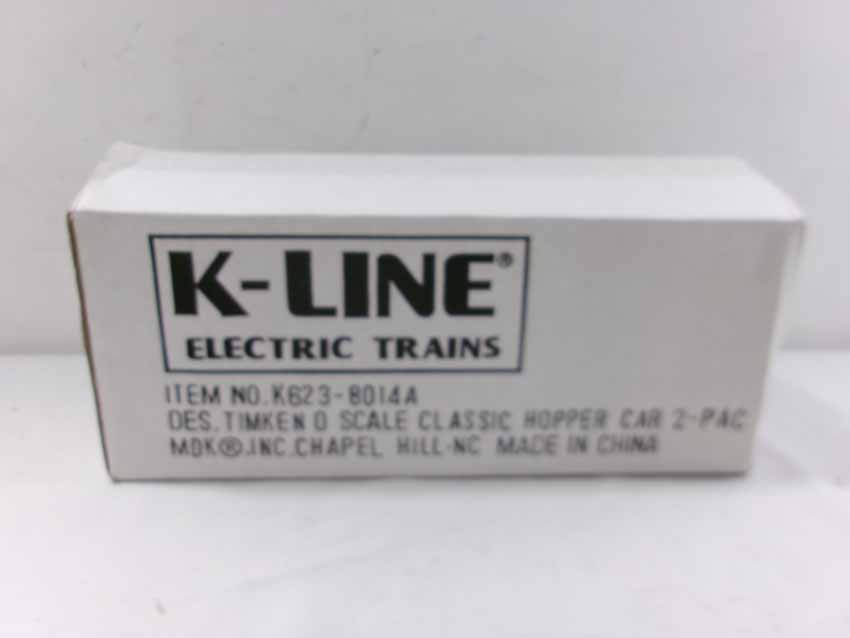 K-LINE®
ELECTRIC TRAINS
ITEM NO.K623-8014A
DES.TIMKEN O SCALE CLASSIC HOPPER CAR 2-PAC
MDK®.INC.CHAPEL HILL-NC MADE IN CHINA